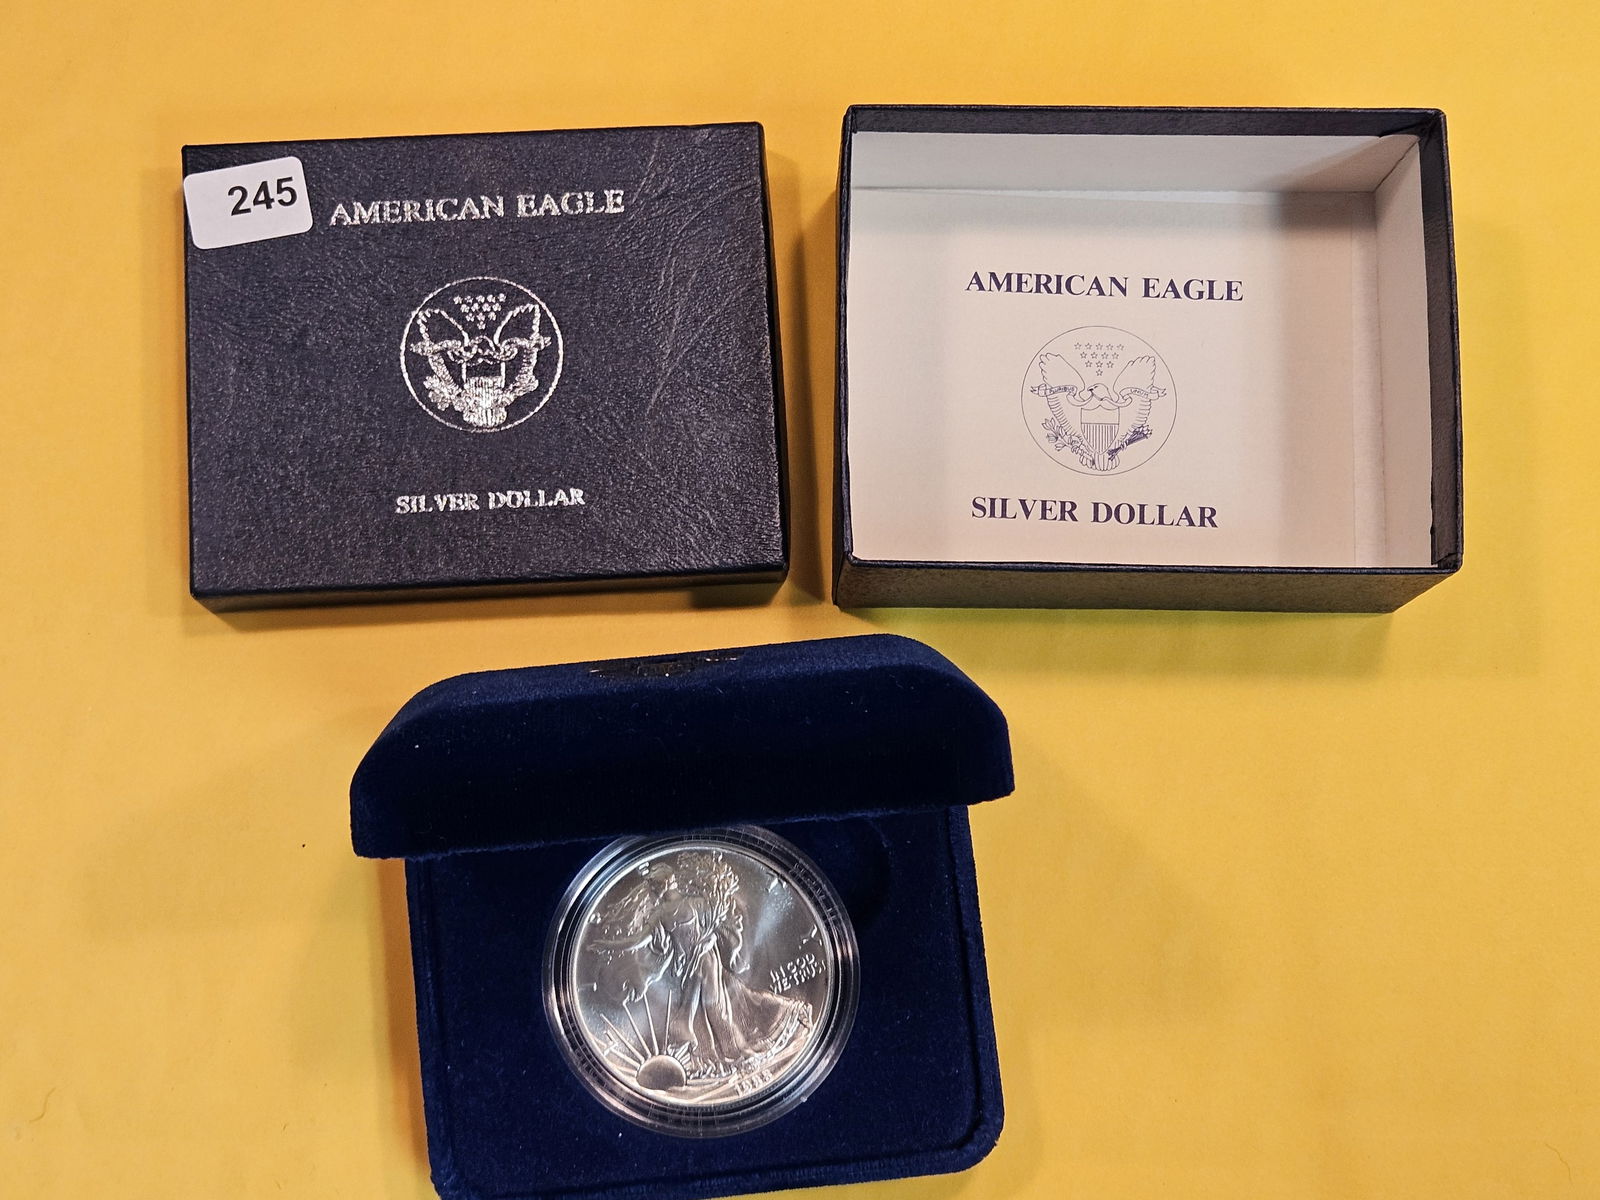 245
AMERICAN EAGLE
SILVER DOLLAR
AMERICAN EAGLE
SILVER DOLLAR
IN GOD
WE TRUST